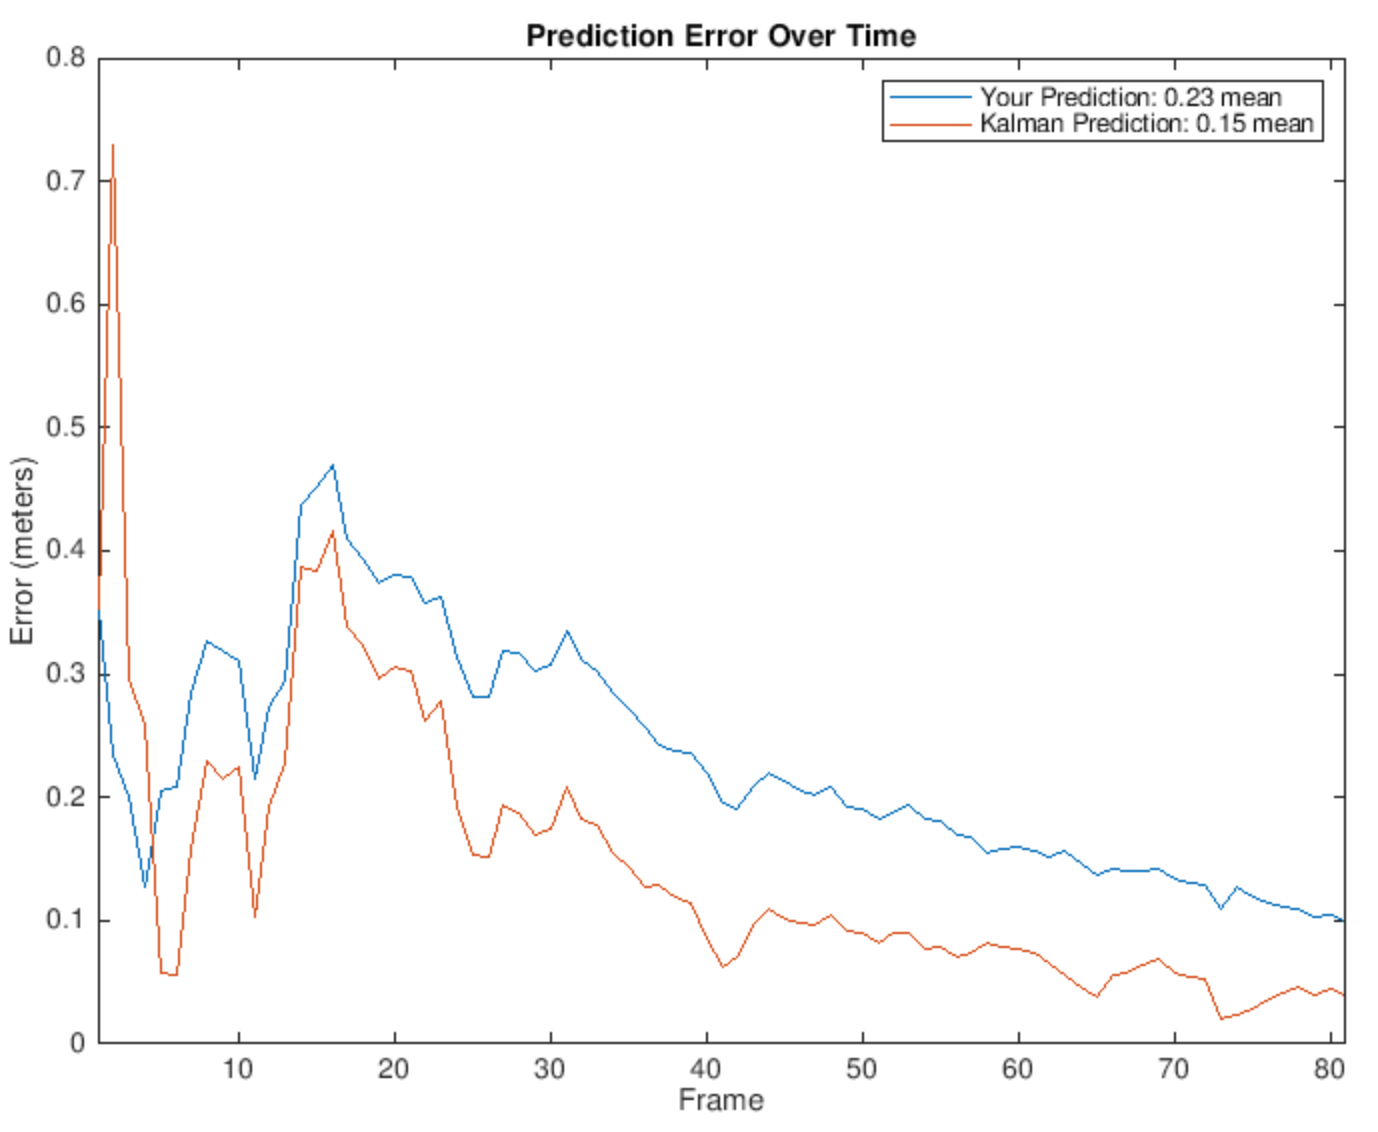 Prediction Error Over Time
Your Prediction: 0.23 mean
Kalman Prediction: 0.15 mean
Error (meters)
0.8
0.7
0.6
0.5
0.4
0.3
0.2
0.1
0
10 20 30 40 50 60 70 80
Frame